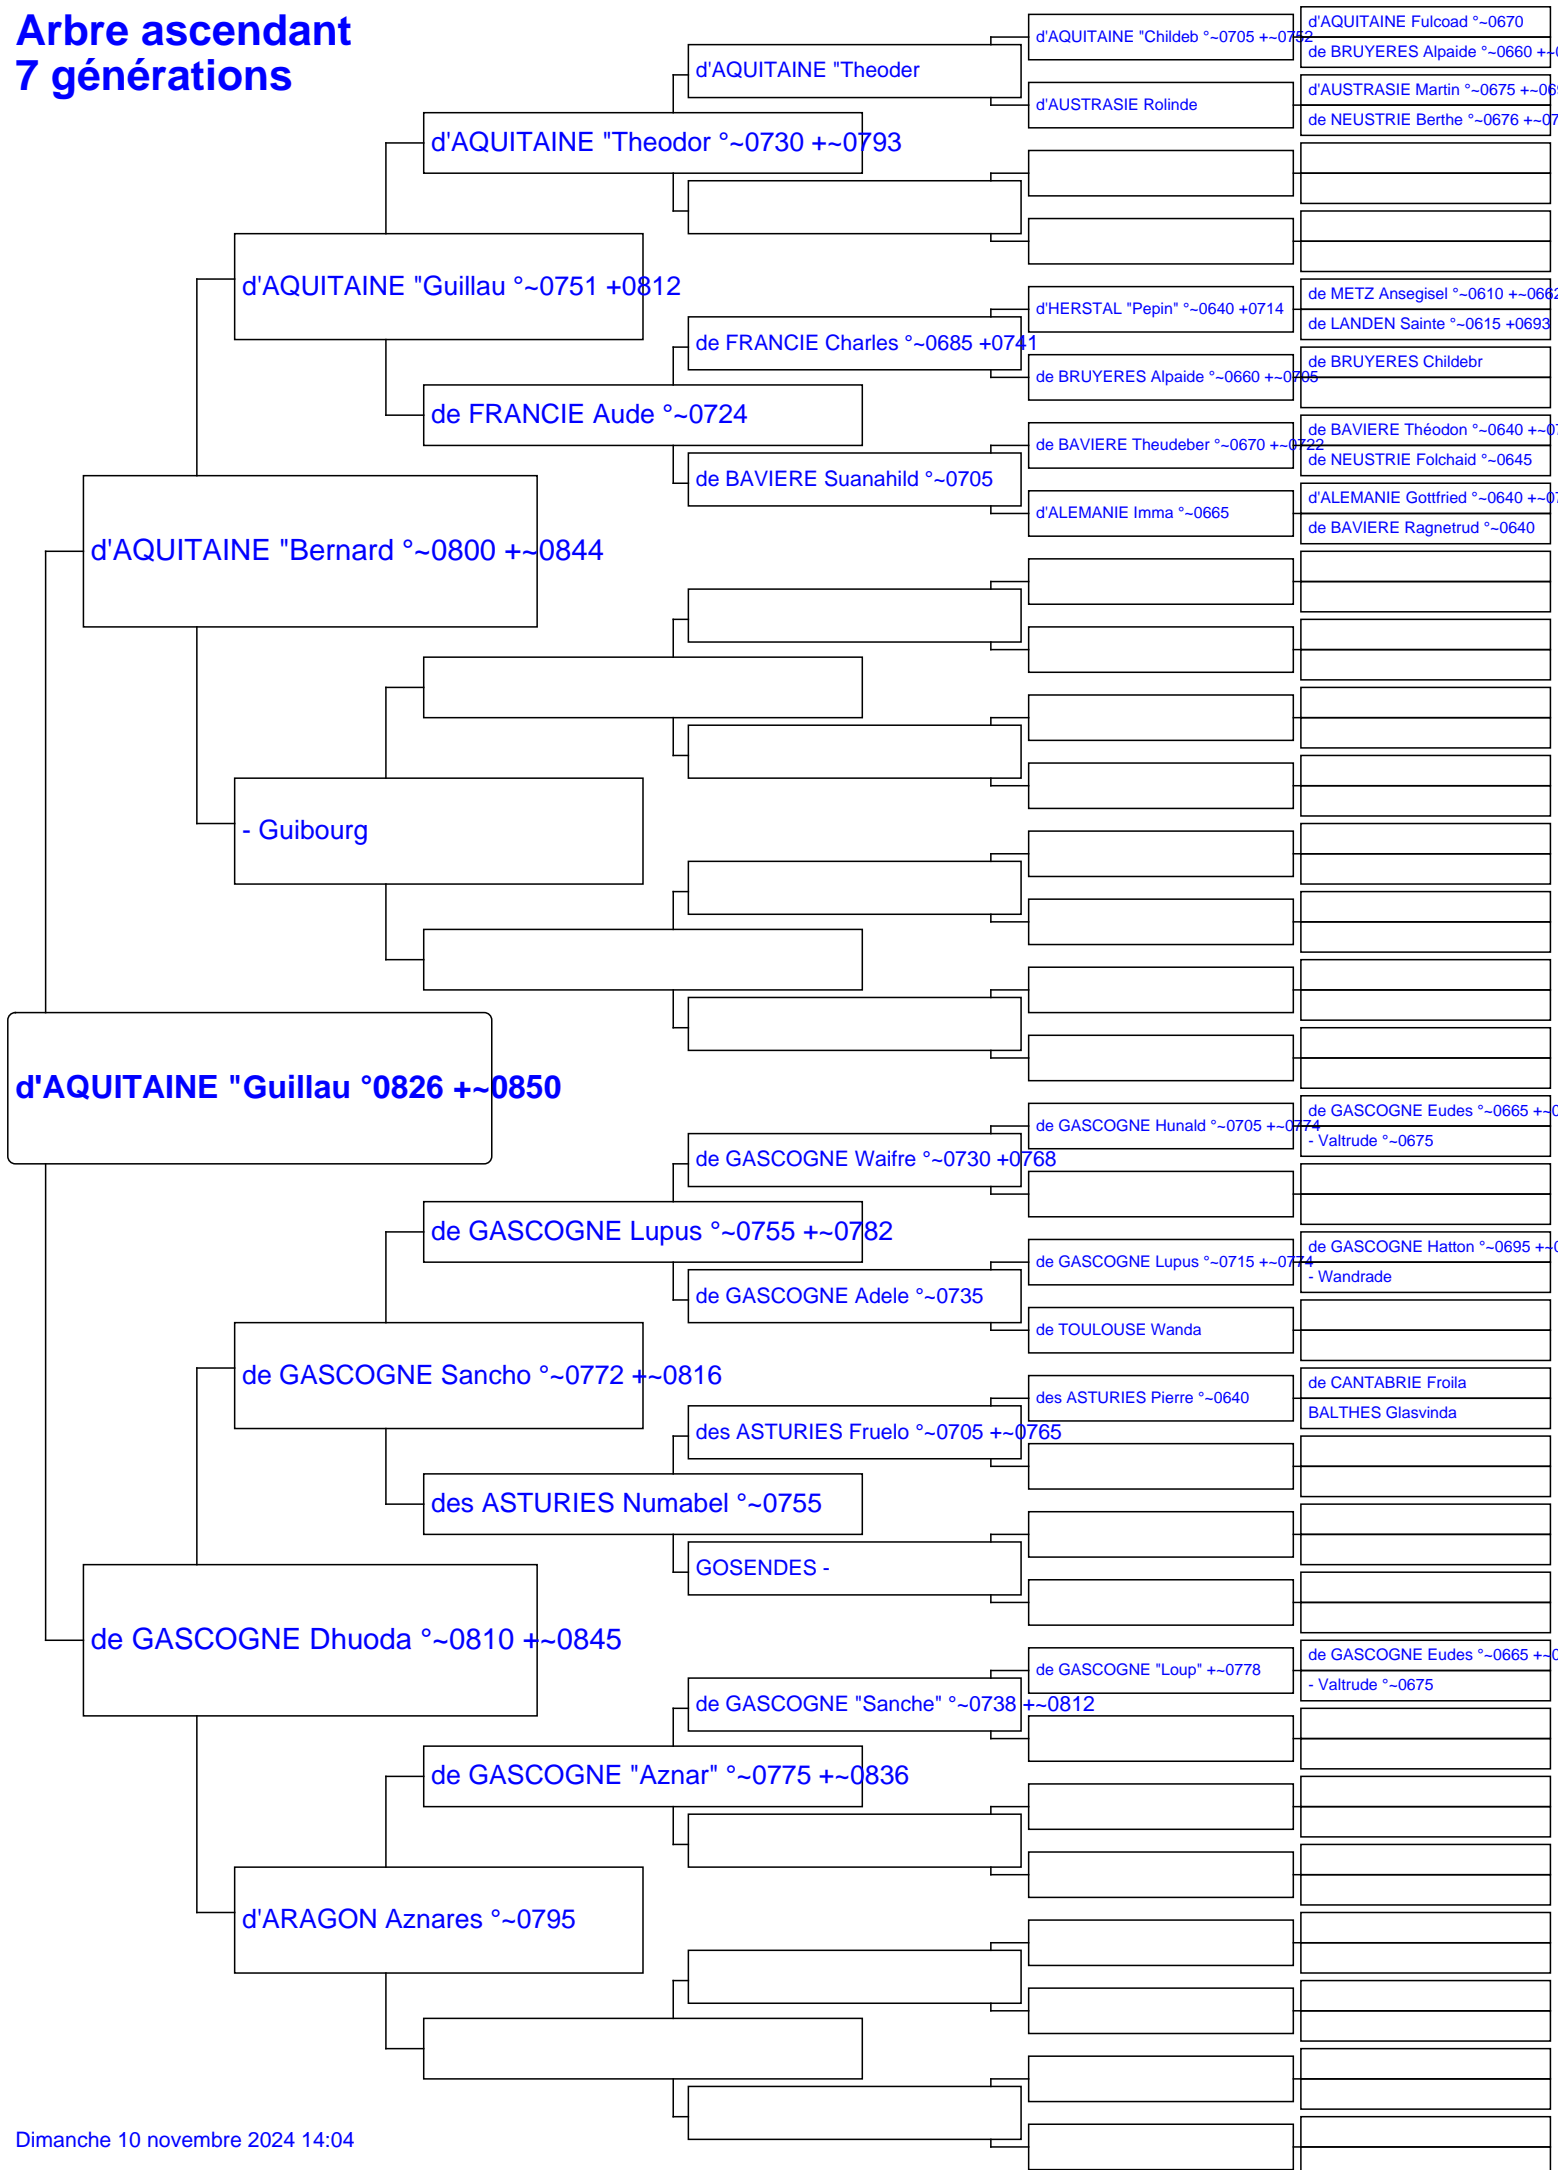 Arbre ascendant
7 générations
d'AQUITAINE "Guillau °0826 +~0850
d'AQUITAINE "Bernard °~0800 +~0844
de GASCOGNE Dhuoda °~0810 +~0845
d'AQUITAINE "Guillau °~0751 +0812
- Guibourg
de GASCOGNE Sancho °~0772 +~0816
d'ARAGON Aznares °~0795
d'AQUITAINE "Theodor °~0730 +~0793
de FRANCIE Aude °~0724
de GASCOGNE Lupus °~0755 +~0782
des ASTURIES Numabel °~0755
de GASCOGNE "Aznar" °~0775 +~0836
d'AQUITAINE "Theoder
de FRANCIE Charles °~0685 +0741
de BAVIERE Suanahild °~0705
de GASCOGNE Waifre °~0730 +0768
de GASCOGNE Adele °~0735
des ASTURIES Fruelo °~0705 +~0765
GOSENDES -
de GASCOGNE "Sanche" °~0738 +~0812
d'AQUITAINE "Childeb °~0705 +~0752
d'AUSTRASIE Rolinde
d'HERSTAL "Pepin" °~0640 +0714
de BRUYERES Alpaide °~0660 +~0705
de BAVIERE Theudeber °~0670 +~0722
d'ALEMANIE Imma °~0665
de GASCOGNE Hunald °~0705 +~0774
de GASCOGNE Lupus °~0715 +~0774
de TOULOUSE Wanda
des ASTURIES Pierre °~0640
de GASCOGNE "Loup" +~0778
d'AQUITAINE Fulcoad °~0670
de BRUYERES Alpaide °~0660 +~0
d'AUSTRASIE Martin °~0675 +~069
de NEUSTRIE Berthe °~0676 +~07
de METZ Ansegisel °~0610 +~0662
de LANDEN Sainte °~0615 +0693
de BRUYERES Childebr
de BAVIERE Théodon °~0640 +~07
de NEUSTRIE Folchaid °~0645
d'ALEMANIE Gottfried °~0640 +~07
de BAVIERE Ragnetrud °~0640
de GASCOGNE Eudes °~0665 +~0
- Valtrude °~0675
de GASCOGNE Hatton °~0695 +~0
- Wandrade
de CANTABRIE Froila
BALTHES Glasvinda
de GASCOGNE Eudes °~0665 +~0
- Valtrude °~0675
Dimanche 10 novembre 2024 14:04